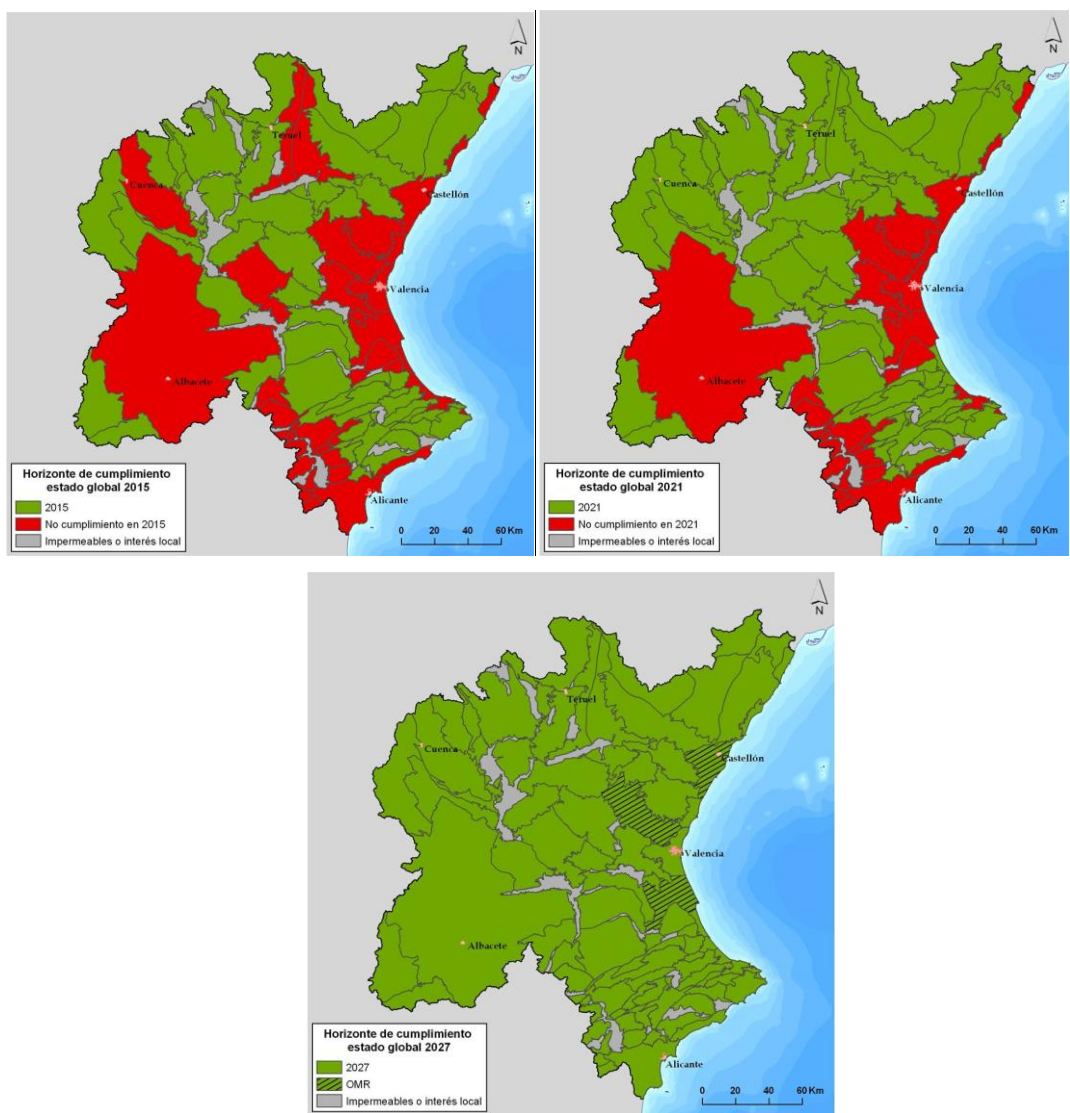 N
Teruel
Cuenca
Castellón
Valencia
Albacete
Alicante
Horizonte de cumplimiento
estado global 2015
2015
No cumplimiento en 2015
Impermeables o interés local
0 20 40 60 Km
N
Teruel
Cuenca
Castellón
Valencia
Albacete
Alicante
Horizonte de cumplimiento
estado global 2021
2021
No cumplimiento en 2021
Impermeables o interés local
0 20 40 60 Km
N
Teruel
Cuenca
Castellón
Valencia
Albacete
Alicante
Horizonte de cumplimiento
estado global 2027
2027
OMR
Impermeables o interés local
0 20 40 60 Km